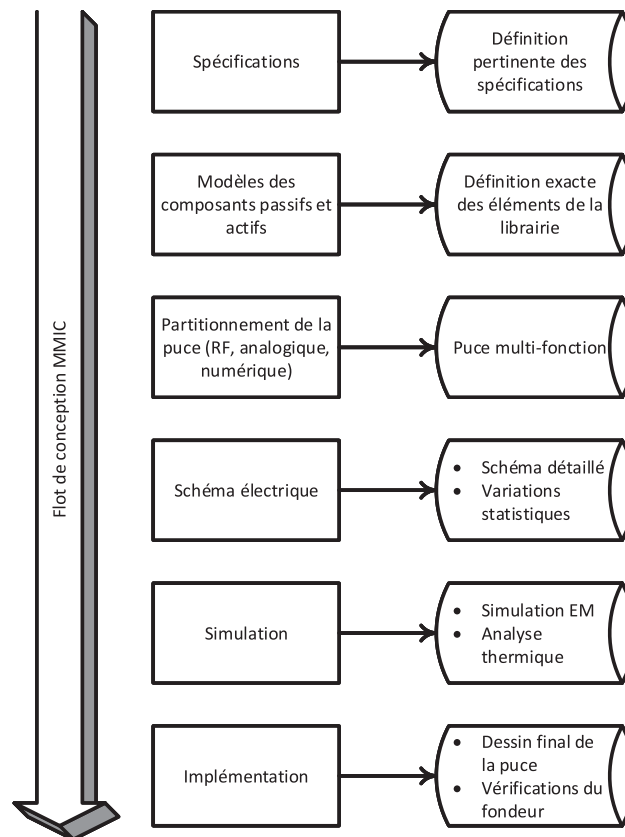 Flot de conception MMIC
Spécifications
Définition
pertinente des
spécifications
Modèles des
composants passifs et
actifs
Définition exacte
des éléments de la
librairie
Partitionnement de la
puce (RF, analogique,
numérique)
Puce multi-fonction
Schéma électrique
• Schéma détaillé
• Variations
statistiques
Simulation
• Simulation EM
• Analyse
thermique
Implémentation
• Dessin final de
la puce
• Vérifications du
fondeur